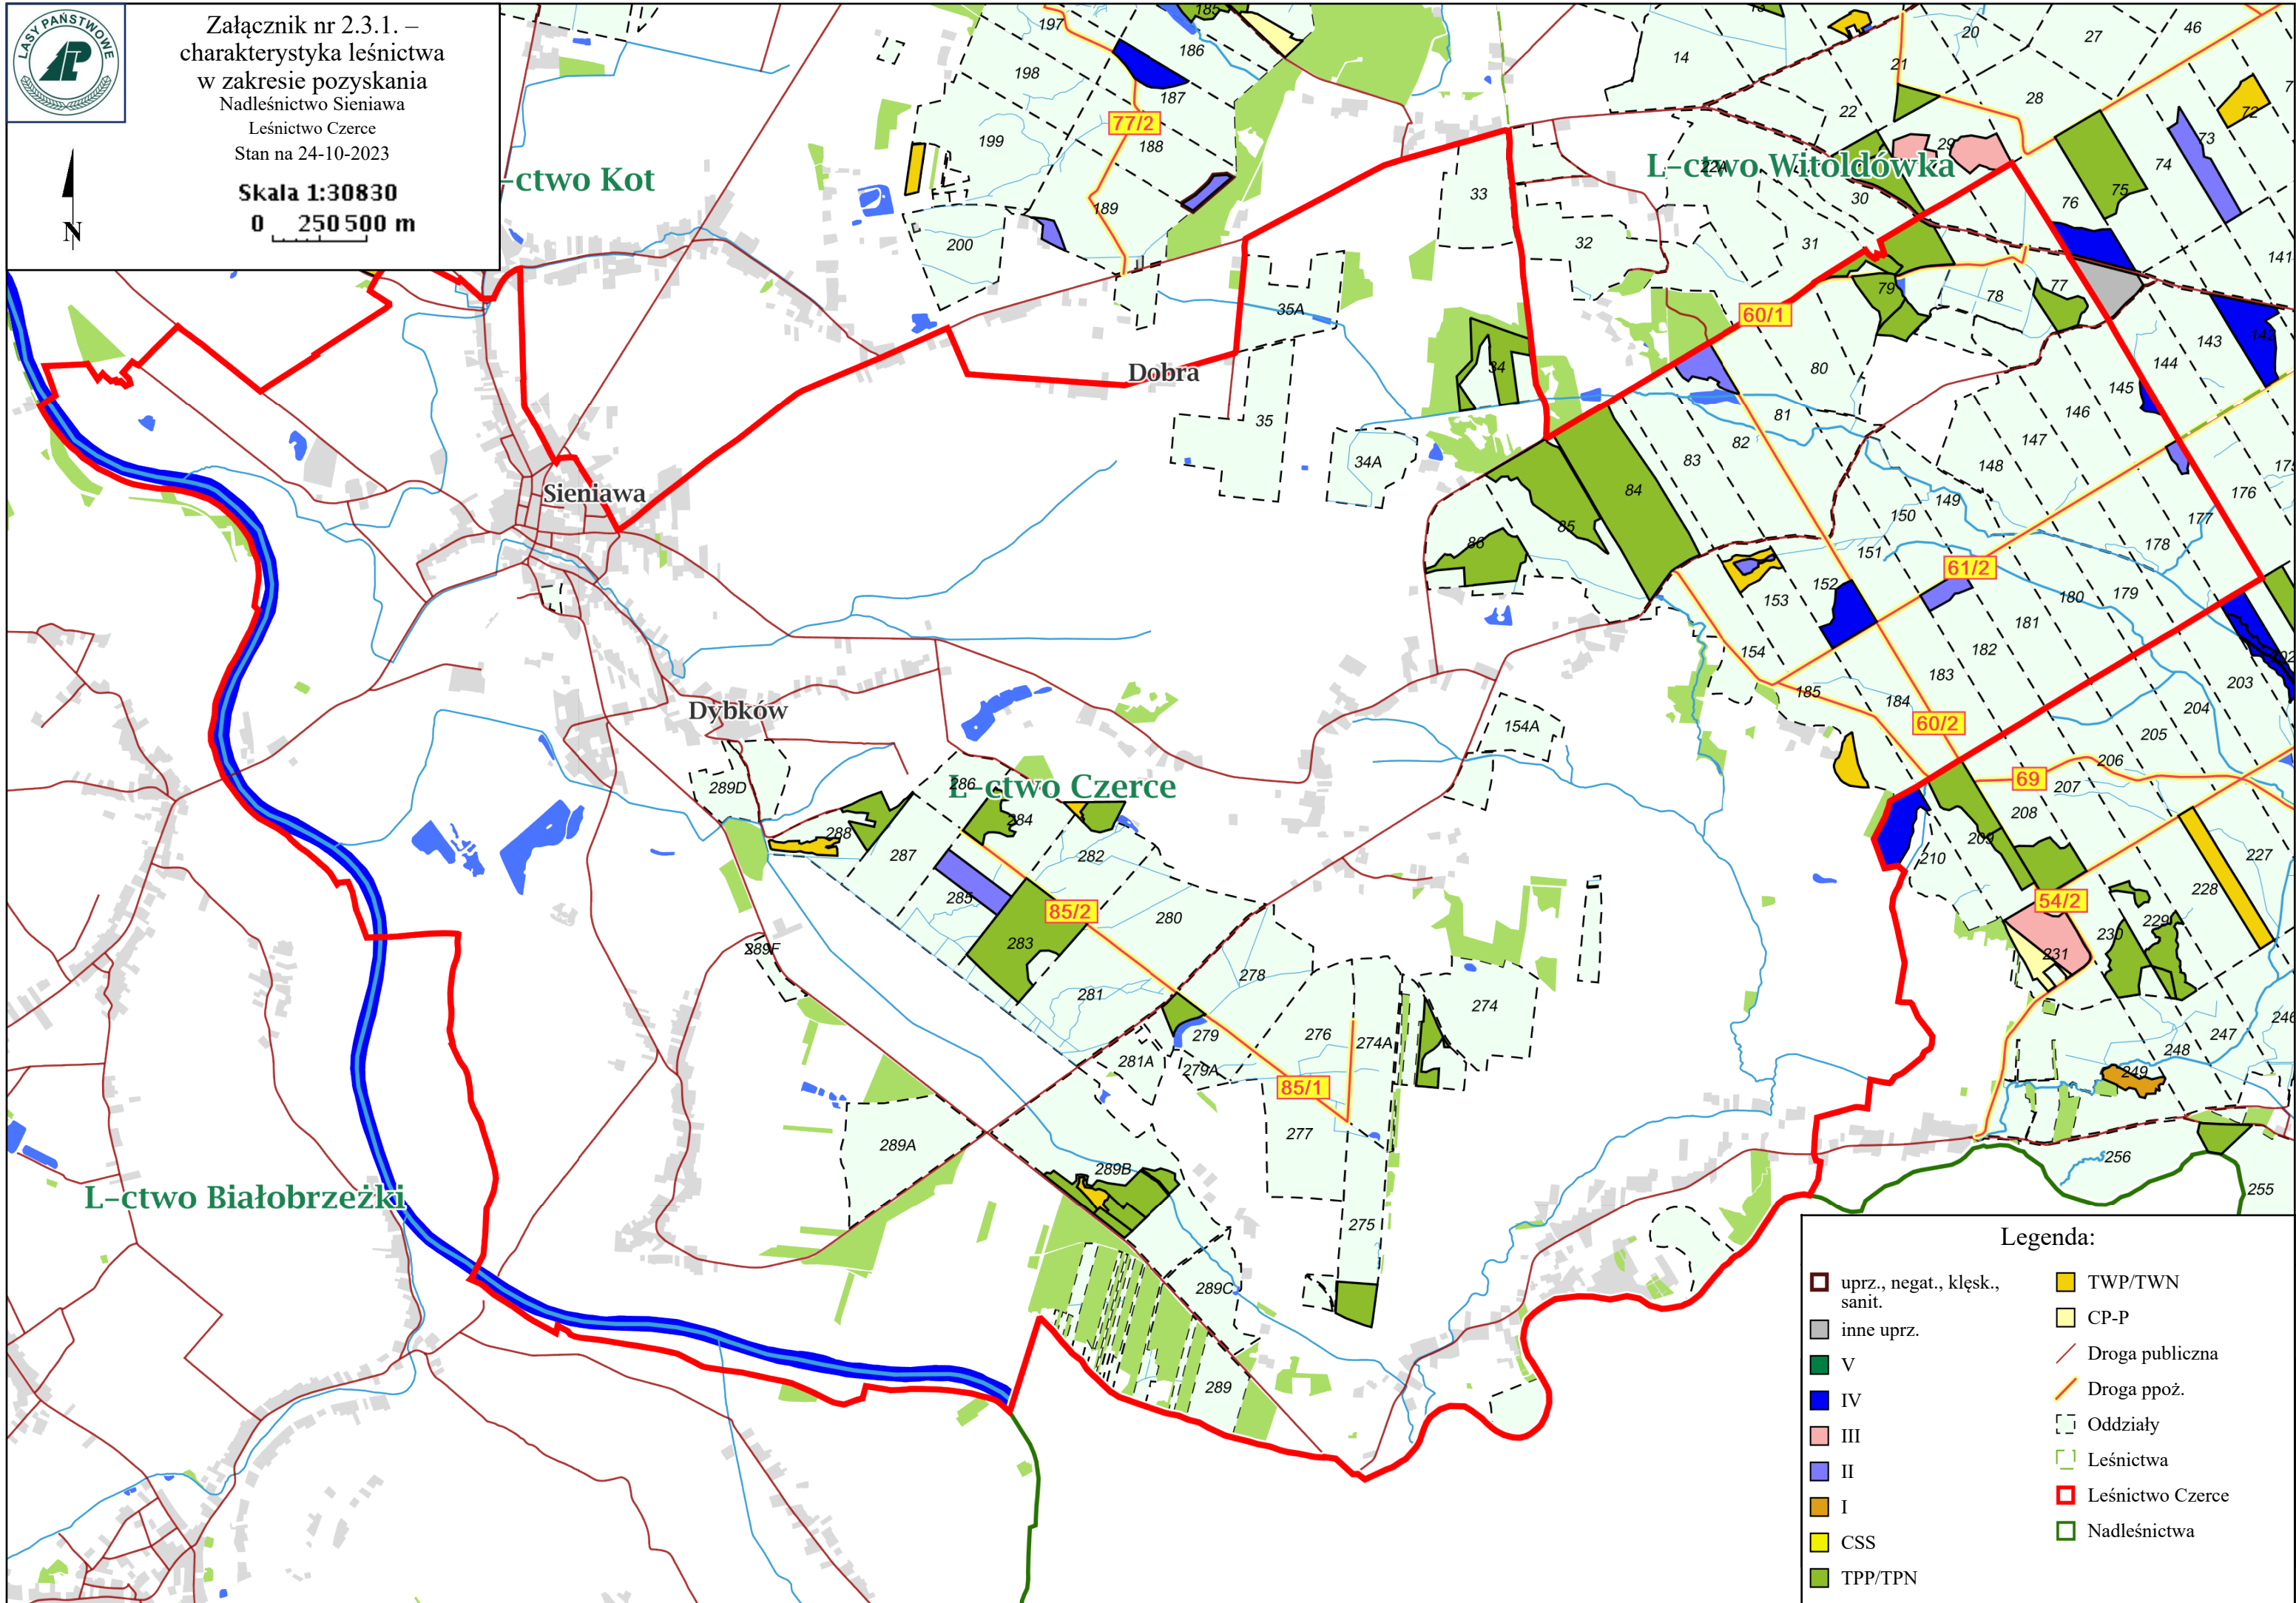 LASY PAŃSTWOWE
Załącznik nr 2.3.1. –
charakterystyka leśnictwa
w zakresie pozyskania
Nadleśnictwo Sieniawa
Leśnictwo Czerce
Stan na 24-10-2023
Skala 1:30830
0 250 500 m
N
–ctwo Kot
L–ctwo Witoldówka
Dobra
Sieniawa
Dybków
L–ctwo Czerce
L–ctwo Białobrzeżki
77/2
60/1
61/2
60/2
69
54/2
85/2
85/1
197
185
186
198
187
199
188
189
200
14
20
27
46
21
28
22
29
22A
30
31
32
33
72
73
74
75
76
77
78
79
80
141
142
143
144
145
146
147
148
149
150
151
152
153
154
35A
35
34
34A
81
82
83
84
85
86
176
177
178
179
180
181
182
183
184
185
203
204
205
206
207
208
209
210
227
228
229
230
231
154A
289D
286
284
288
287
282
285
280
283
289F
281
278
279
276
274A
274
281A
279A
277
289A
289B
275
289C
289
246
247
248
249
256
255
Legenda:
uprz., negat., klęsk.,
sanit.
inne uprz.
V
IV
III
II
I
CSS
TPP/TPN
TWP/TWN
CP-P
Droga publiczna
Droga ppoż.
Oddziały
Leśnictwa
Leśnictwo Czerce
Nadleśnictwa